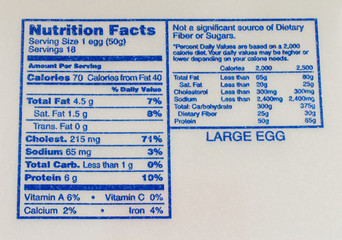 Nutrition Facts
Serving Size 1 egg (50g)
Servings 18
Amount Per Serving
Calories 70 Calories from Fat 40
% Daily Value
Total Fat 4.5 g 7%
Sat. Fat 1.5 g 8%
Trans. Fat 0 g
Cholest. 215 mg 71%
Sodium 65 mg 3%
Total Carb. Less than 1 g 0%
Protein 6 g 10%
Vitamin A 6% • Vitamin C 0%
Calcium 2% • Iron 4%
Not a significant source of Dietary
Fiber or Sugars.
*Percent Daily Values are based on a 2,000
calorie diet. Your daily values may be higher or
lower depending on your calorie needs.
Calories 2,000 2,500
Total Fat Less than 65g 80g
Sat. Fat Less than 20g 25g
Cholesterol Less than 300mg 300mg
Sodium Less than 2,400mg 2,400mg
Total Carbohydrate 300g 375g
Dietary Fiber 25g 30g
Protein 50g 65g
LARGE EGG